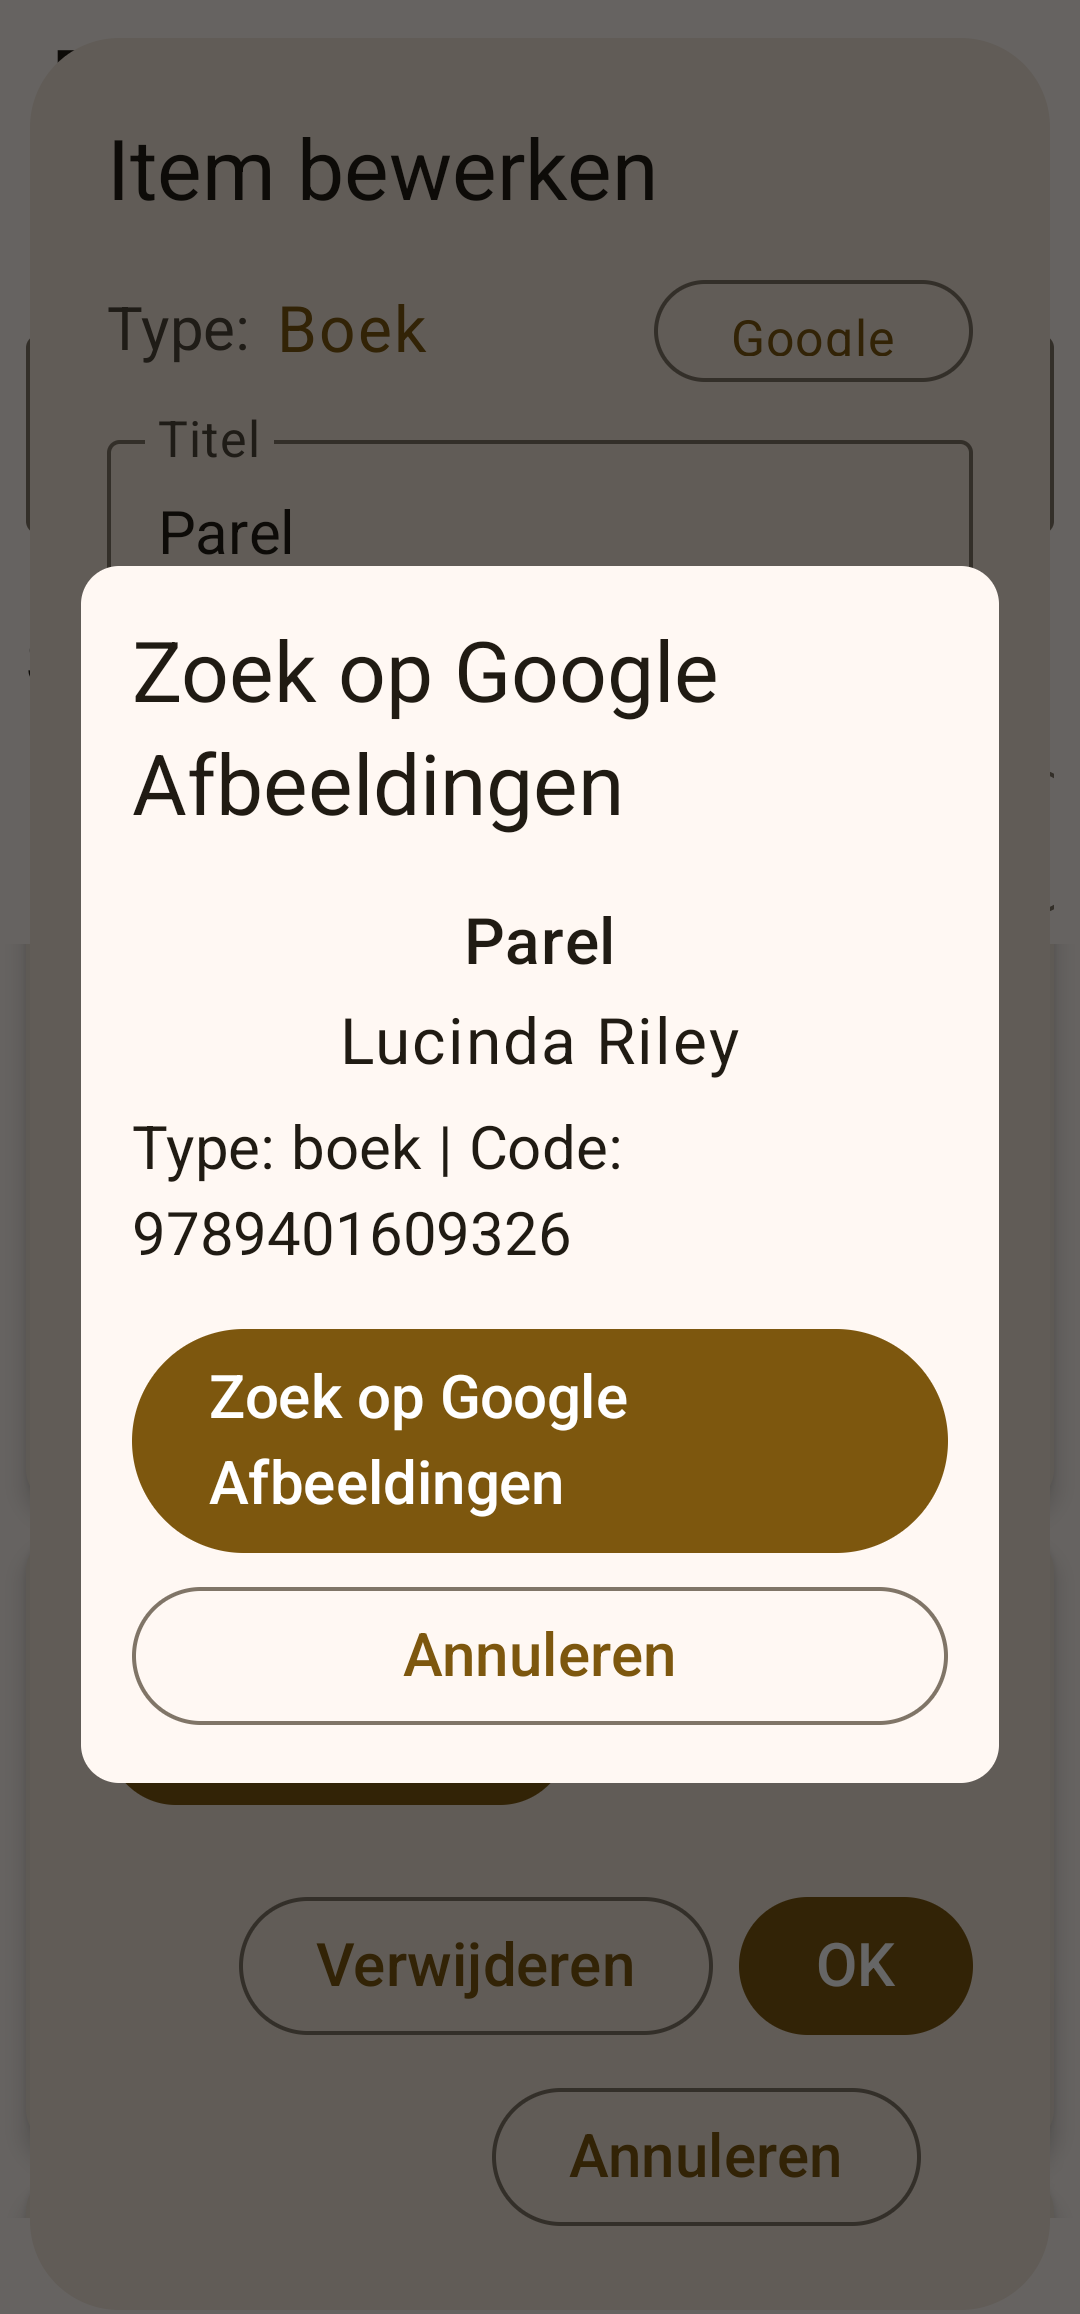 Item bewerken
Type: Boek
Google
Titel
Parel
Zoek op Google
Afbeeldingen
Parel
Lucinda Riley
Type: boek | Code:
9789401609326
Zoek op Google
Afbeeldingen
Annuleren
Verwijderen
OK
Annuleren